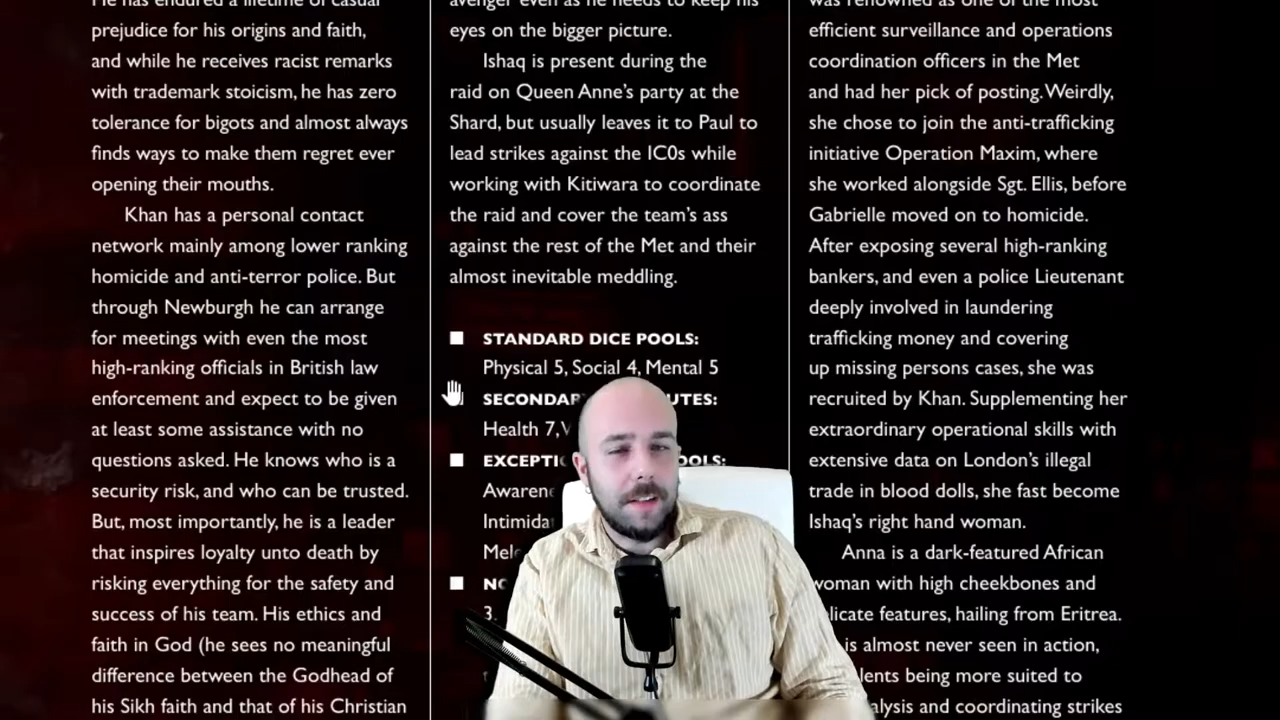 He has endured a lifetime of casual
prejudice for his origins and faith,
and while he receives racist remarks
with trademark stoicism, he has zero
tolerance for bigots and almost always
finds ways to make them regret ever
opening their mouths.
Khan has a personal contact
network mainly among lower ranking
homicide and anti-terror police. But
through Newburgh he can arrange
for meetings with even the most
high-ranking officials in British law
enforcement and expect to be given
at least some assistance with no
questions asked. He knows who is a
security risk, and who can be trusted.
But, most importantly, he is a leader
that inspires loyalty unto death by
risking everything for the safety and
success of his team. His ethics and
faith in God (he sees no meaningful
difference between the Godhead of
his Sikh faith and that of his Christian
avenger even as he needs to keep his
eyes on the bigger picture.
Ishaq is present during the
raid on Queen Anne's party at the
Shard, but usually leaves it to Paul to
lead strikes against the IC0s while
working with Kitiwara to coordinate
the raid and cover the team's ass
against the rest of the Met and their
almost inevitable meddling.
STANDARD DICE POOLS:
Physical 5, Social 4, Mental 5
Health 7,
3.
was renowned as one of the most
efficient surveillance and operations
coordination officers in the Met
and had her pick of posting. Weirdly,
she chose to join the anti-trafficking
initiative Operation Maxim, where
she worked alongside Sgt. Ellis, before
Gabrielle moved on to homicide.
After exposing several high-ranking
bankers, and even a police Lieutenant
deeply involved in laundering
trafficking money and covering
up missing persons cases, she was
recruited by Khan. Supplementing her
extraordinary operational skills with
extensive data on London's illegal
trade in blood dolls, she fast become
Ishaq's right hand woman.
Anna is a dark-featured African
woman with high cheekbones and
features, hailing from Eritrea.
is almost never seen in action,
being more suited to
and coordinating strikes